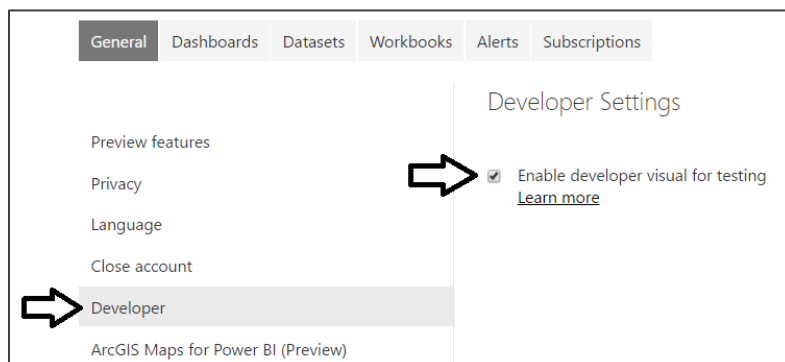 General Dashboards Datasets Workbooks Alerts Subscriptions
Developer Settings
Preview features
Privacy
Language
Close account
Developer
ArcGIS Maps for Power BI (Preview)
Enable developer visual for testing
Learn more